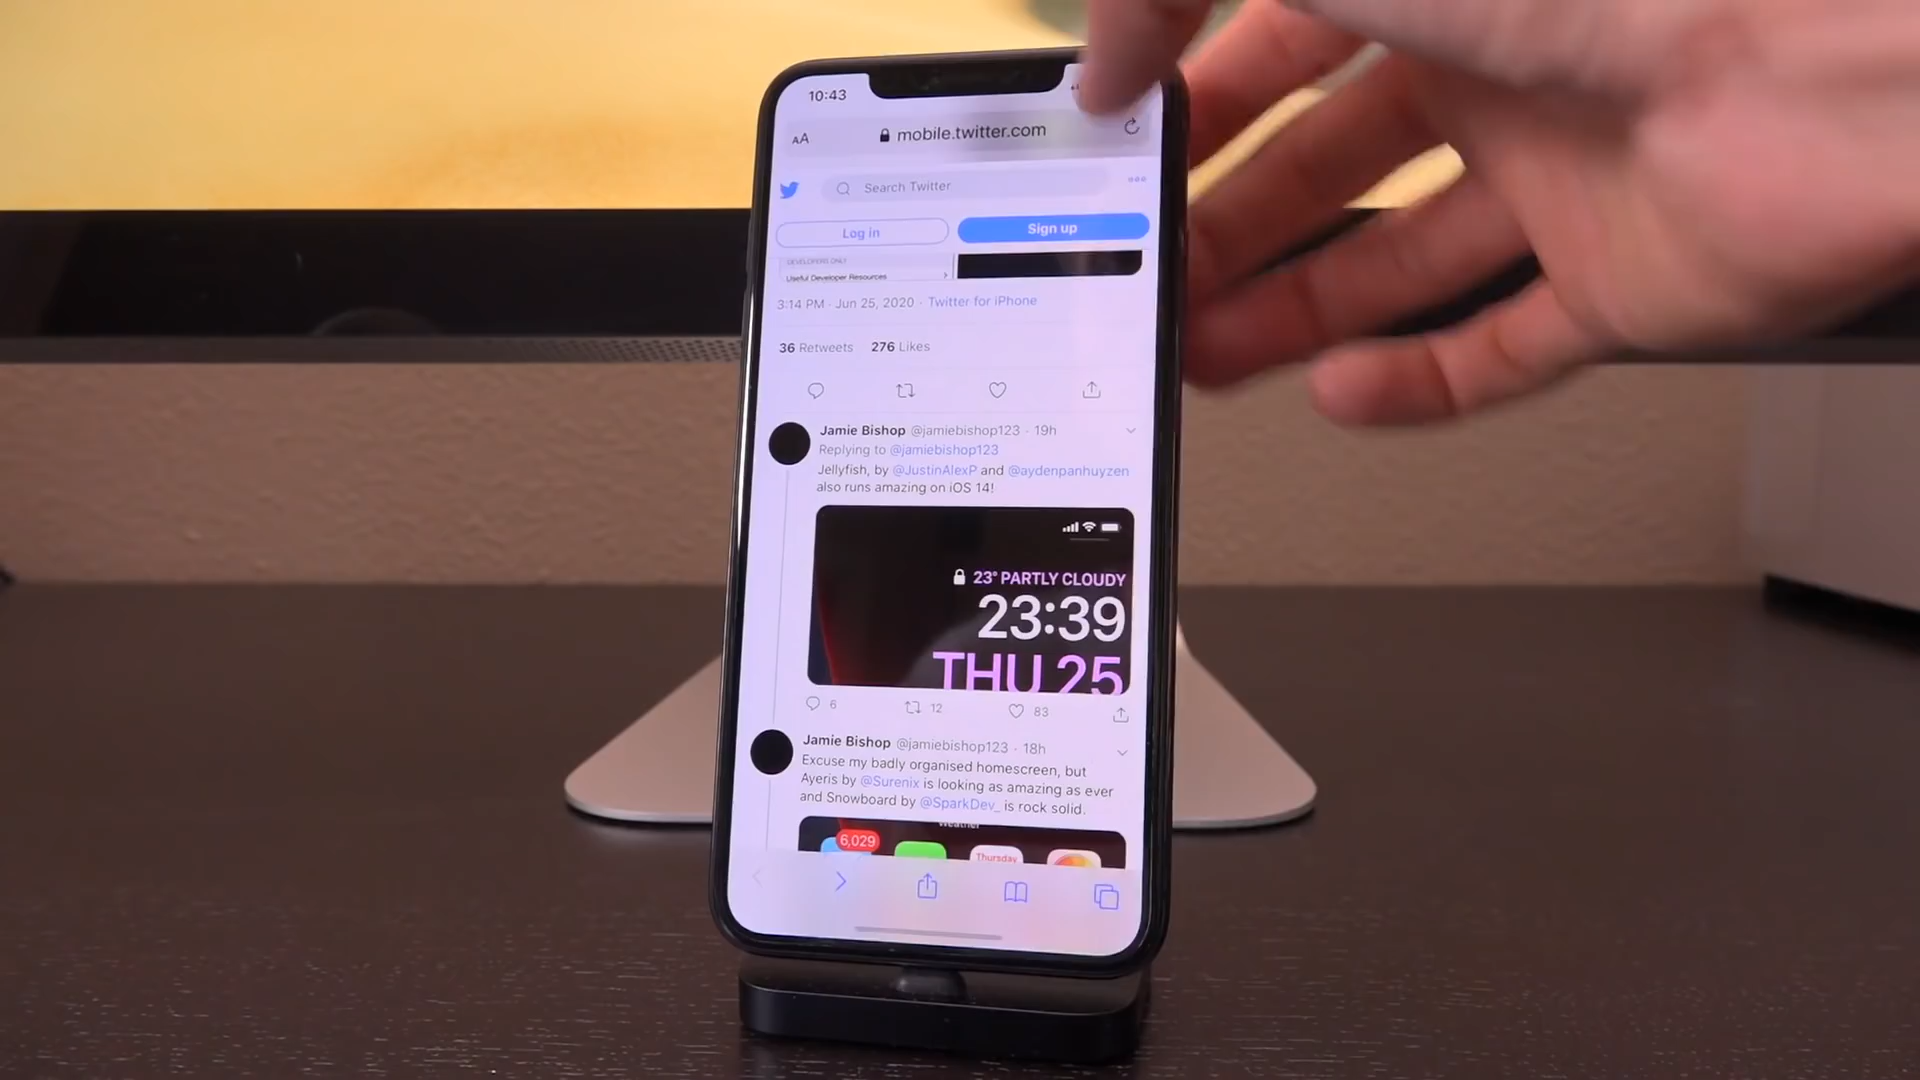 10:43
AA mobile.twitter.com
Search Twitter
Log in Sign up
DEVELOPERS ONLY
Useful Developer Resources
3:14 PM · Jun 25, 2020 · Twitter for iPhone
36 Retweets 276 Likes
Jamie Bishop @jamiebishop123 · 19h
Replying to @jamiebishop123
Jellyfish, by @JustinAlexP and @aydenpanhuyzen
also runs amazing on iOS 14!
23° PARTLY CLOUDY
23:39
THU 25
6 12 83
Jamie Bishop @jamiebishop123 · 18h
Excuse my badly organised homescreen, but
Ayeris by @Surenix is looking as amazing as ever
and Snowboard by @SparkDev_ is rock solid.
Weather
6,029
Thursday